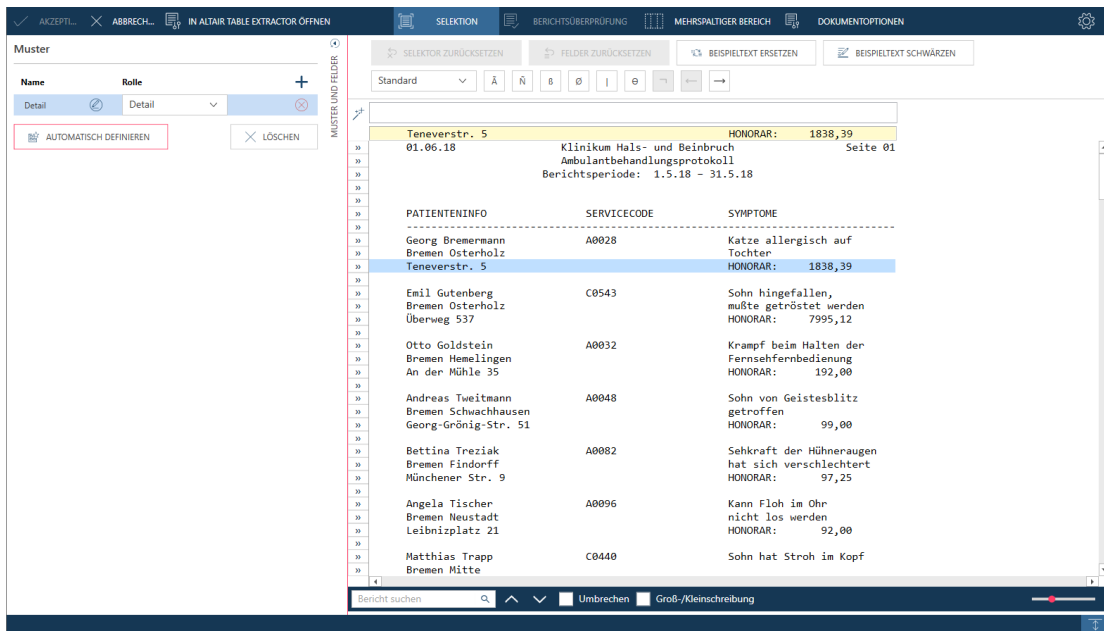 AKZEPTI... ABBRECH... IN ALTAIR TABLE EXTRACTOR ÖFFNEN SELEKTION BERICHTSÜBERPRÜFUNG MEHRSPALTIGER BEREICH DOKUMENTOPTIONEN
Muster
Name Rolle
Detail Detail
AUTOMATISCH DEFINIEREN LÖSCHEN
MUSTER UND FELDER
SELEKTOR ZURÜCKSETZEN FELDER ZURÜCKSETZEN BEISPIELTEXT ERSETZEN BEISPIELTEXT SCHWÄRZEN
Standard Ã Ñ ß Ø | ɵ ¬ ← →
Teneverstr. 5 HONORAR: 1838,39
» 01.06.18 Klinikum Hals- und Beinbruch Seite 01
» Ambulantbehandlungsprotokoll
» Berichtsperiode: 1.5.18 – 31.5.18
»
»
» PATIENTENINFO SERVICECODE SYMPTOME
» --------------------------------------------------------------------------
» Georg Bremermann A0028 Katze allergisch auf
» Bremen Osterholz Tochter
» Teneverstr. 5 HONORAR: 1838,39
»
» Emil Gutenberg C0543 Sohn hingefallen,
» Bremen Osterholz mußte getröstet werden
» Überweg 537 HONORAR: 7995,12
»
» Otto Goldstein A0032 Krampf beim Halten der
» Bremen Hemelingen Fernsehfernbedienung
» An der Mühle 35 HONORAR: 192,00
»
» Andreas Tweitmann A0048 Sohn von Geistesblitz
» Bremen Schwachhausen getroffen
» Georg-Grönig-Str. 51 HONORAR: 99,00
»
» Bettina Treziak A0082 Sehkraft der Hühneraugen
» Bremen Findorff hat sich verschlechtert
» Münchener Str. 9 HONORAR: 97,25
»
» Angela Tischer A0096 Kann Floh im Ohr
» Bremen Neustadt nicht los werden
» Leibnizplatz 21 HONORAR: 92,00
»
» Matthias Trapp C0440 Sohn hat Stroh im Kopf
» Bremen Mitte
Bericht suchen Umbrechen Groß-/Kleinschreibung